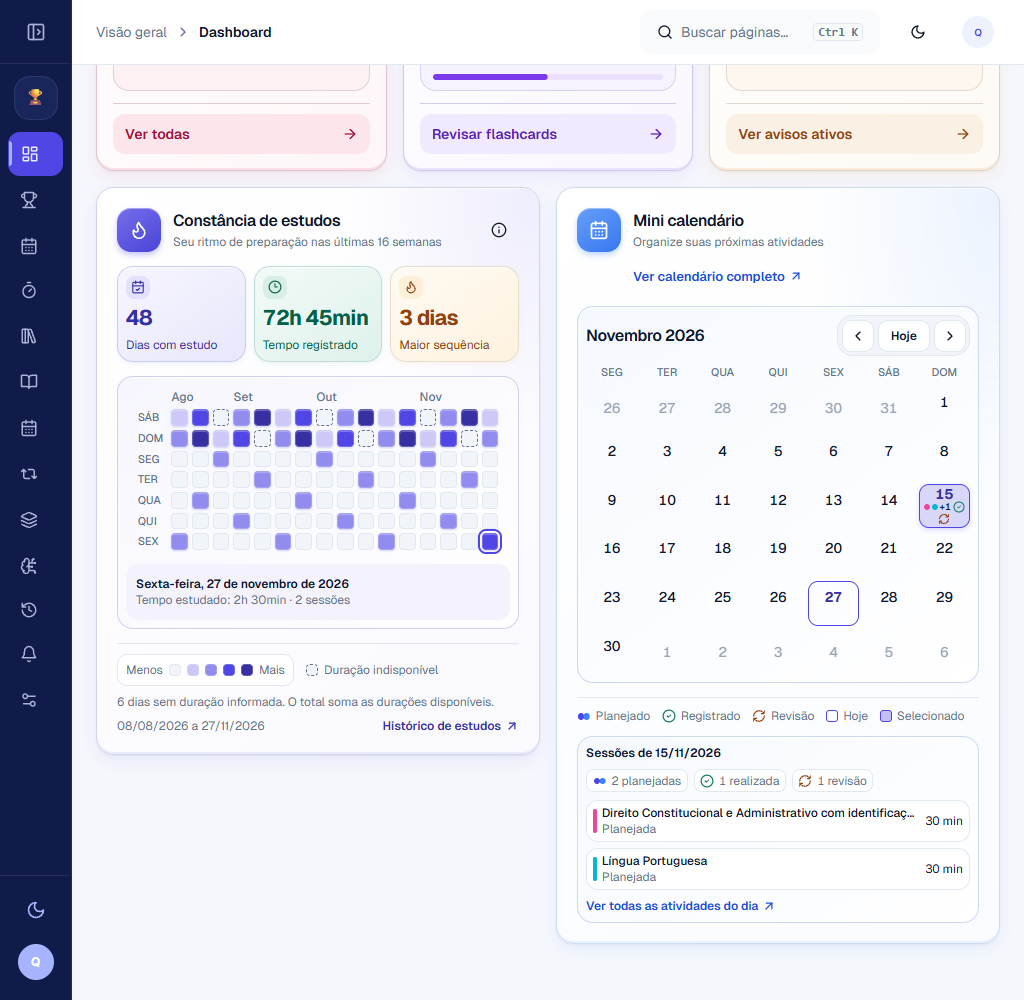 Visão geral > Dashboard
Buscar páginas... Ctrl K
Q
Ver todas
Revisar flashcards
Ver avisos ativos
Constância de estudos
Seu ritmo de preparação nas últimas 16 semanas
48
Dias com estudo
72h 45min
Tempo registrado
3 dias
Maior sequência
Ago Set Out Nov
SÁB
DOM
SEG
TER
QUA
QUI
SEX
Sexta-feira, 27 de novembro de 2026
Tempo estudado: 2h 30min · 2 sessões
Menos Mais Duração indisponível
6 dias sem duração informada. O total soma as durações disponíveis.
08/08/2026 a 27/11/2026 Histórico de estudos
Mini calendário
Organize suas próximas atividades
Ver calendário completo
Novembro 2026 Hoje
SEG TER QUA QUI SEX SÁB DOM
26 27 28 29 30 31 1
2 3 4 5 6 7 8
9 10 11 12 13 14 15
+1
16 17 18 19 20 21 22
23 24 25 26 27 28 29
30 1 2 3 4 5 6
Planejado Registrado Revisão Hoje Selecionado
Sessões de 15/11/2026
2 planejadas 1 realizada 1 revisão
Direito Constitucional e Administrativo com identificaç... 30 min
Planejada
Língua Portuguesa 30 min
Planejada
Ver todas as atividades do dia
Q